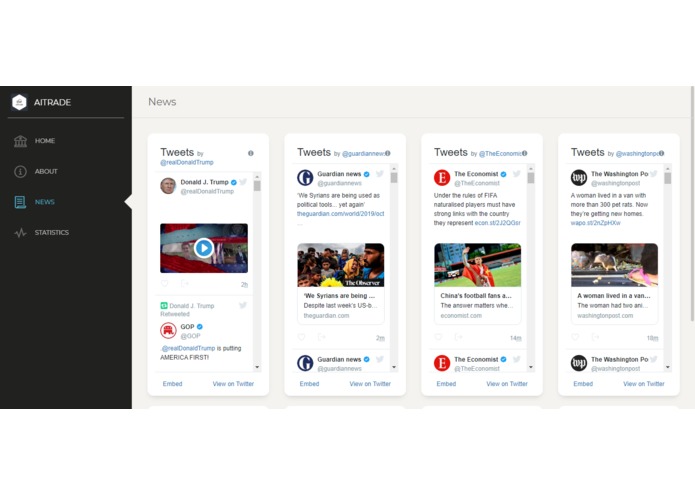 AITRADE
News
HOME
ABOUT
NEWS
STATISTICS
Tweets by
@realDonaldTrump
Donald J. Trump
@realDonaldTrump
2h
Donald J. Trump
Retweeted
GOP
@GOP
.@realDonaldTrump is putting
AMERICA FIRST!
Embed View on Twitter
Tweets by @guardiannews
Guardian news
@guardiannews
'We Syrians are being used as
political tools... yet again'
theguardian.com/world/2019/oct
...
The Observer
'We Syrians are being ...
Despite last week's US-b...
theguardian.com
2m
Guardian news
@guardiannews
Embed View on Twitter
Tweets by @TheEconomist
The Economist
@TheEconomist
Under the rules of FIFA
naturalised players must have
strong links with the country
they represent econ.st/2J2QGsr
China's football fans a...
The answer matters whe...
economist.com
14m
The Economist
@TheEconomist
Embed View on Twitter
Tweets by @washingtonpo
The Washington Po
@washingtonpost
A woman lived in a van with
more than 300 pet rats. Now
they're getting new homes.
wapo.st/2nZpHXw
A woman lived in a van...
The woman had two ani...
washingtonpost.com
18m
The Washington Po
@washingtonpost
Embed View on Twitter